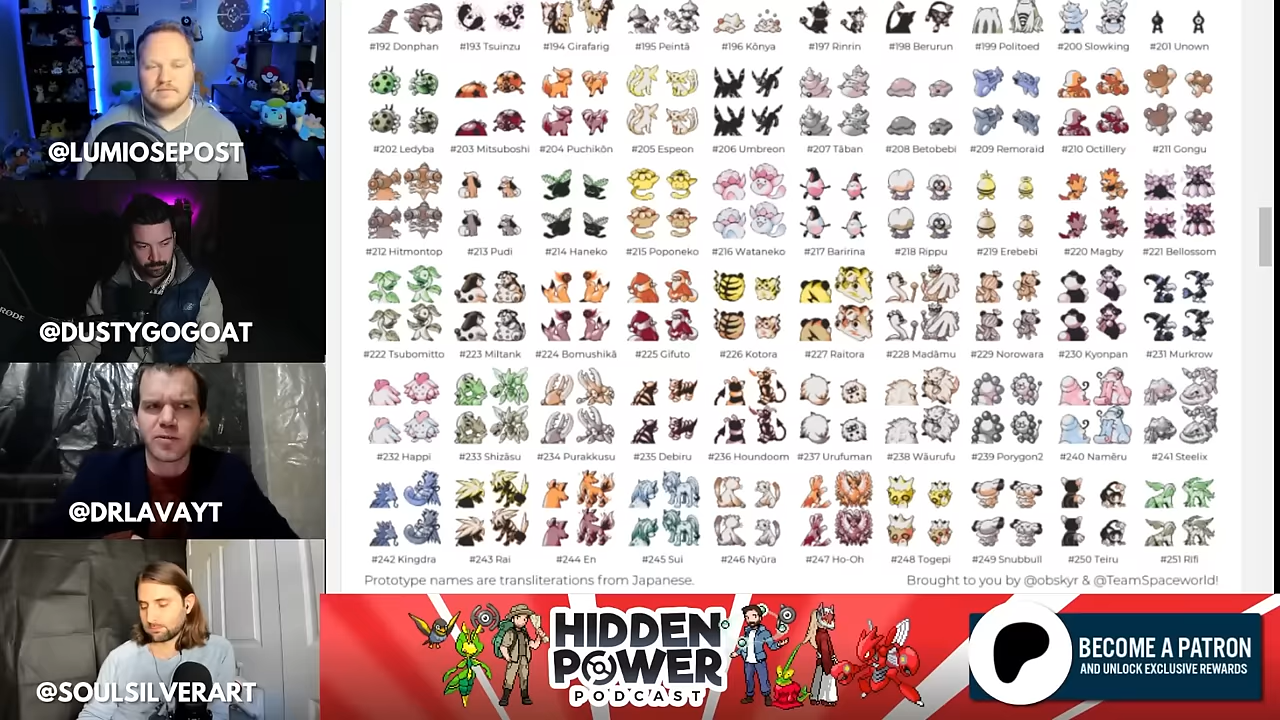 @LUMIOSEPOST
RØDE
@DUSTYGOGOAT
@DRLAVAYT
@SOULSILVERART
#192 Donphan #193 Tsuinzu #194 Girafarig #195 Peintā #196 Kōnya #197 Rinrin #198 Berurun #199 Politoed #200 Slowking #201 Unown
#202 Ledyba #203 Mitsuboshi #204 Puchikōn #205 Espeon #206 Umbreon #207 Tāban #208 Betobebi #209 Remoraid #210 Octillery #211 Gongu
#212 Hitmontop #213 Pudi #214 Haneko #215 Poponeko #216 Wataneko #217 Baririna #218 Rippu #219 Erebebi #220 Magby #221 Bellossom
#222 Tsubomitto #223 Miltank #224 Bomushikā #225 Gifuto #226 Kotora #227 Raitora #228 Madāmu #229 Norowara #230 Kyonpan #231 Murkrow
#232 Happi #233 Shizāsu #234 Purakkusu #235 Debiru #236 Houndoom #237 Urufuman #238 Wāurufu #239 Porygon2 #240 Namēru #241 Steelix
#242 Kingdra #243 Rai #244 En #245 Sui #246 Nyūra #247 Ho-Oh #248 Togepi #249 Snubbull #250 Teiru #251 Rīfi
Prototype names are transliterations from Japanese. Brought to you by @obskyr & @TeamSpaceworld!
HIDDEN
POWER
PODCAST
BECOME A PATRON
AND UNLOCK EXCLUSIVE REWARDS